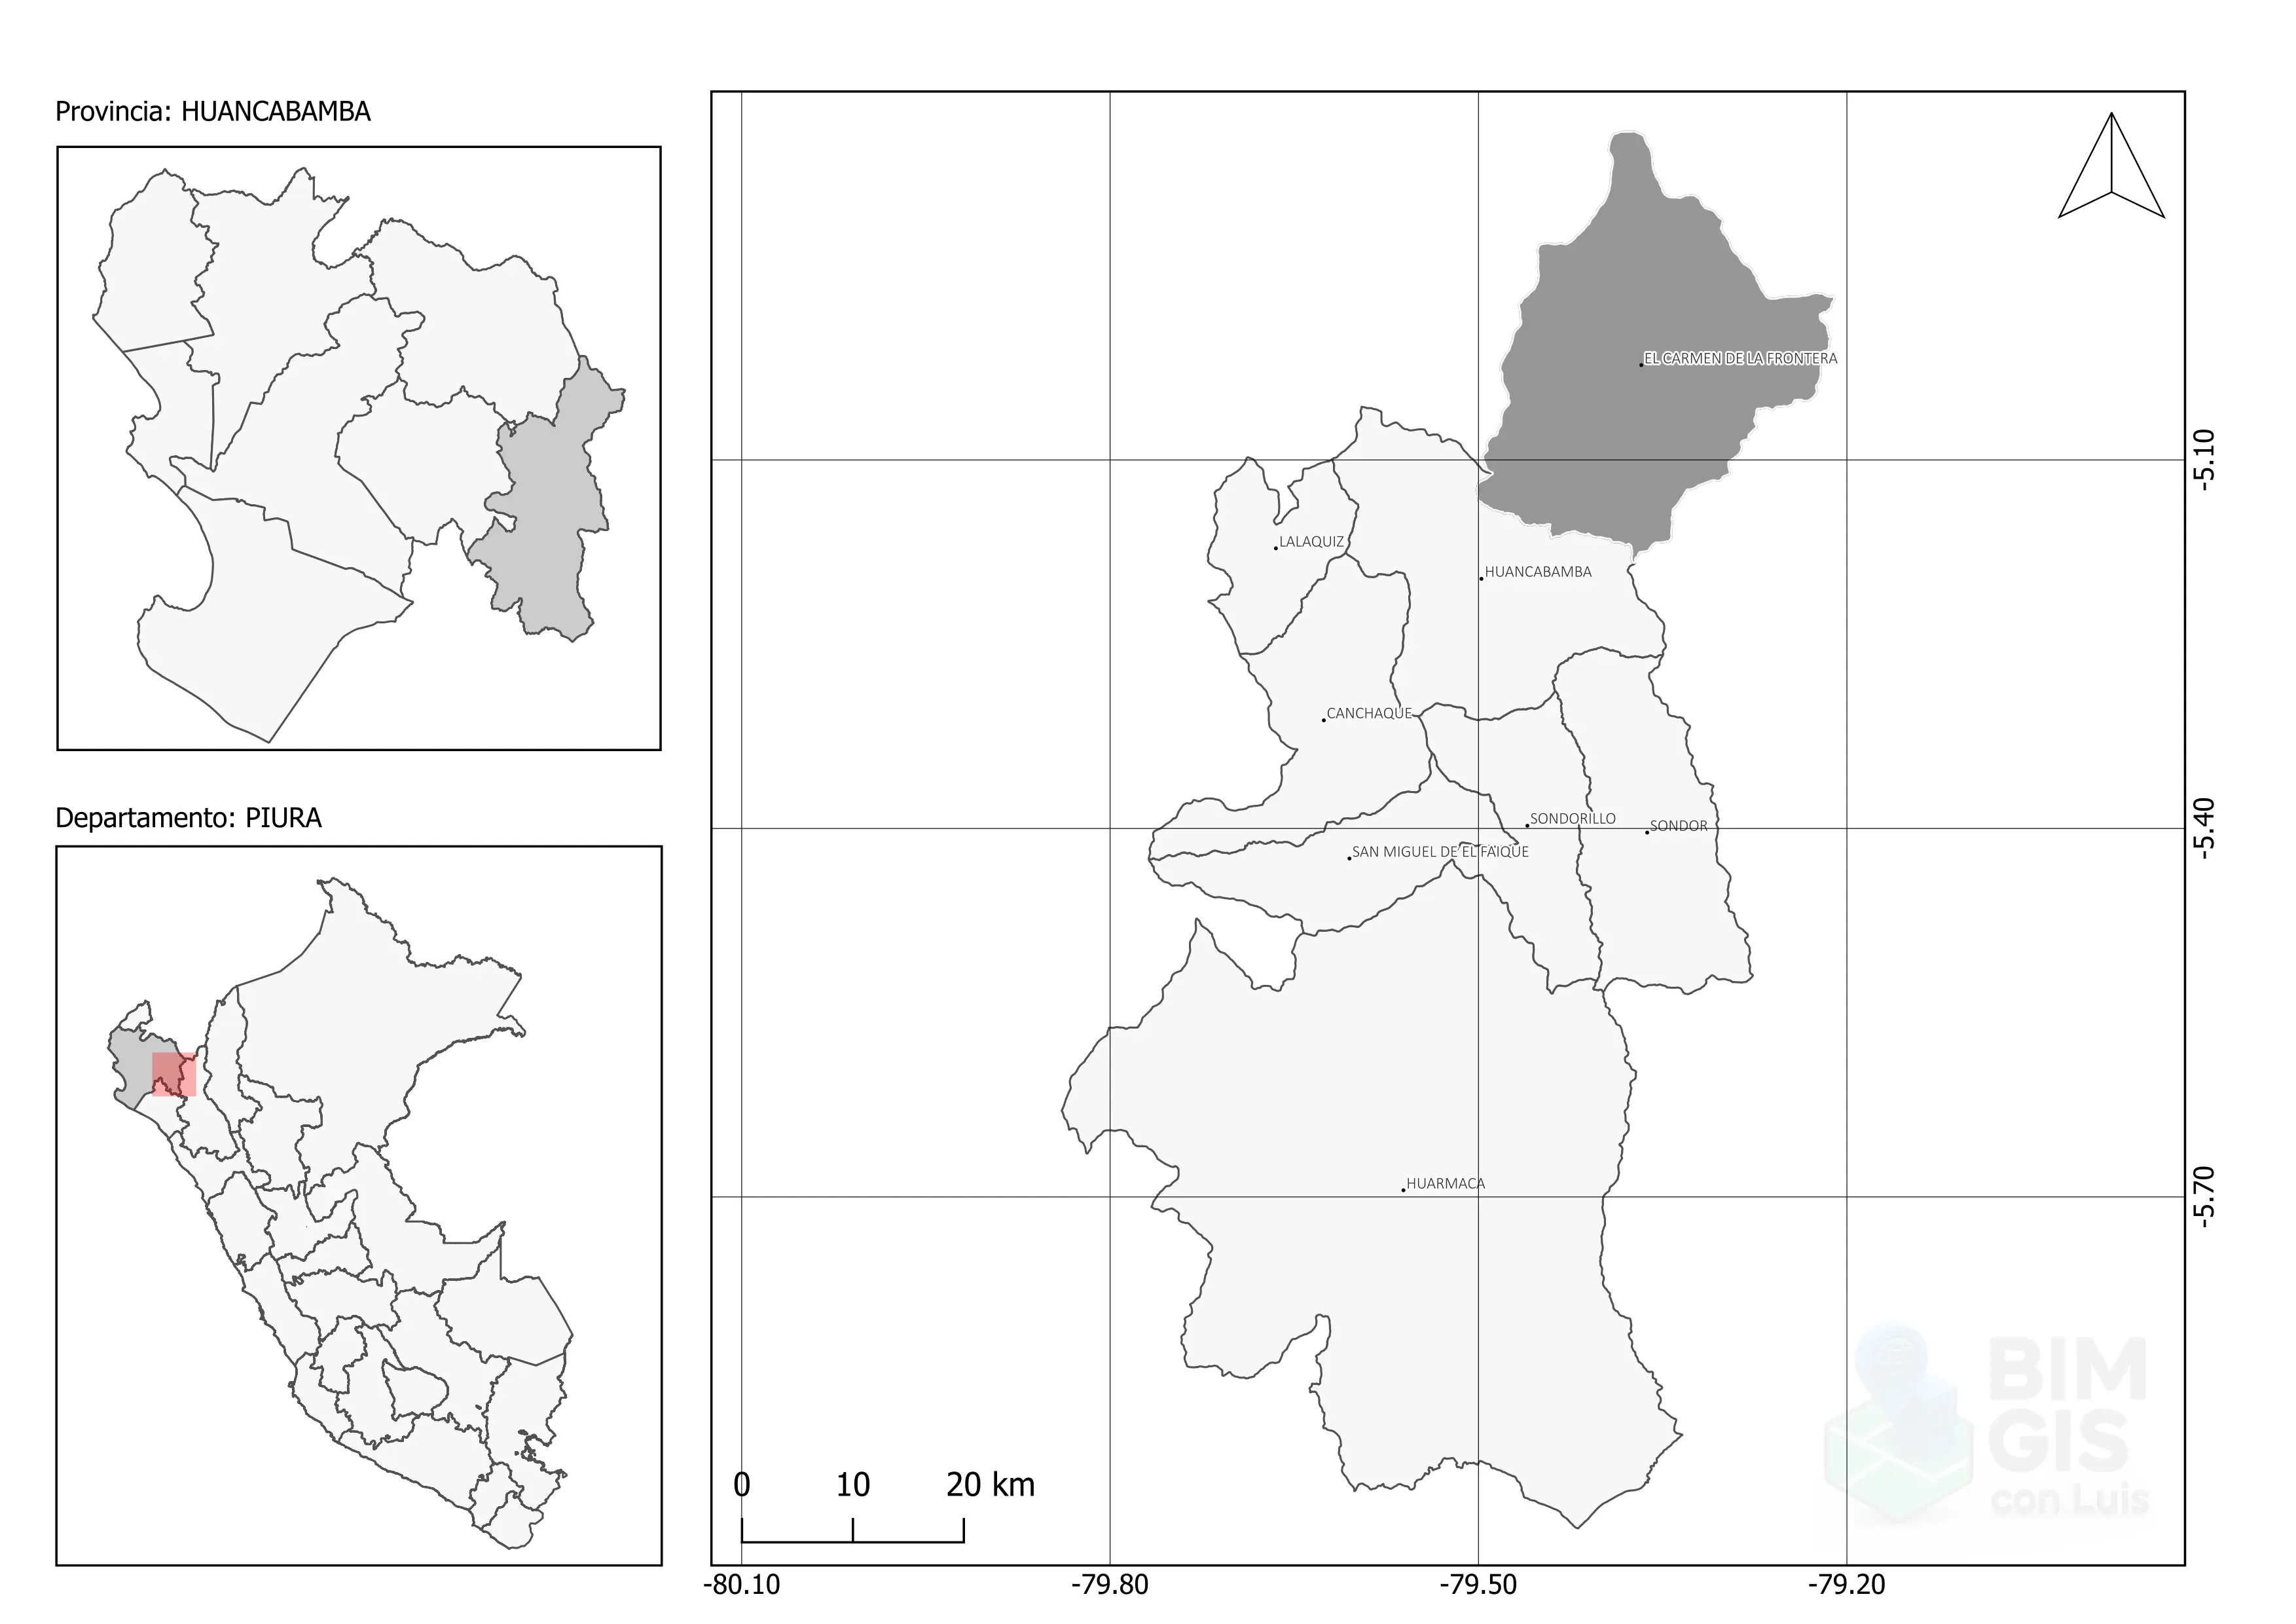 Provincia: HUANCABAMBA
Departamento: PIURA
EL CARMEN DE LA FRONTERA
LALAQUIZ
HUANCABAMBA
CANCHAQUE
SONDORILLO
SONDOR
SAN MIGUEL DE EL FAIQUE
HUARMACA
-5.10
-5.40
-5.70
0 10 20 km
-80.10 -79.80 -79.50 -79.20
BIM
GIS
con Luis